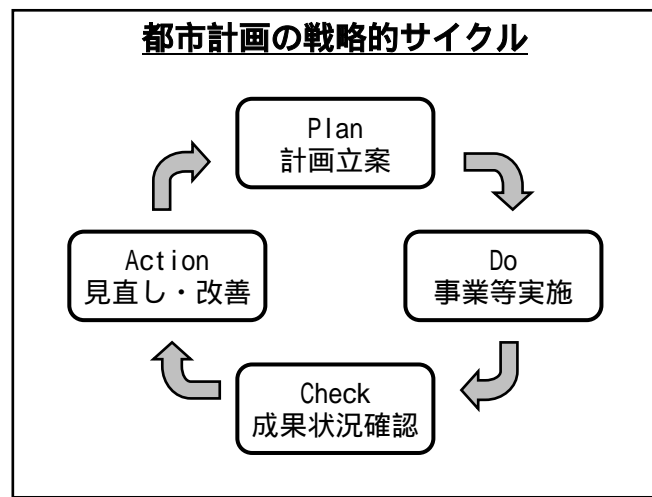 都市計画の戦略的サイクル
Plan
計画立案
Do
事業等実施
Check
成果状況確認
Action
見直し・改善